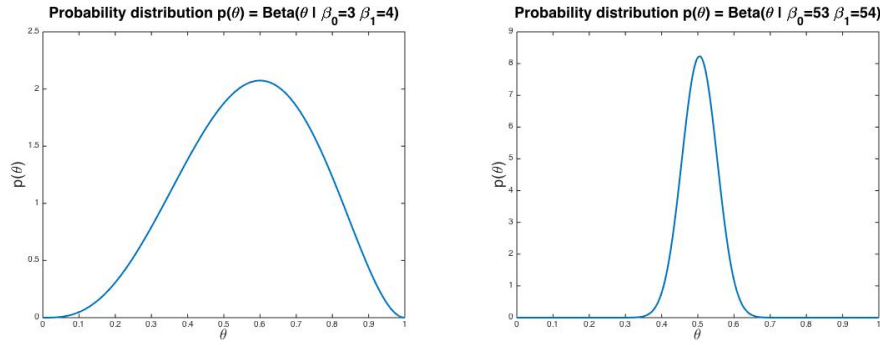 Probability distribution p(θ) = Beta(θ | β₀=3 β₁=4)
2.5
2
1.5
1
0.5
0
p(θ)
0 0.1 0.2 0.3 0.4 0.5 0.6 0.7 0.8 0.9 1
θ
Probability distribution p(θ) = Beta(θ | β₀=53 β₁=54)
9
8
7
6
5
4
3
2
1
0
p(θ)
0 0.1 0.2 0.3 0.4 0.5 0.6 0.7 0.8 0.9 1
θ